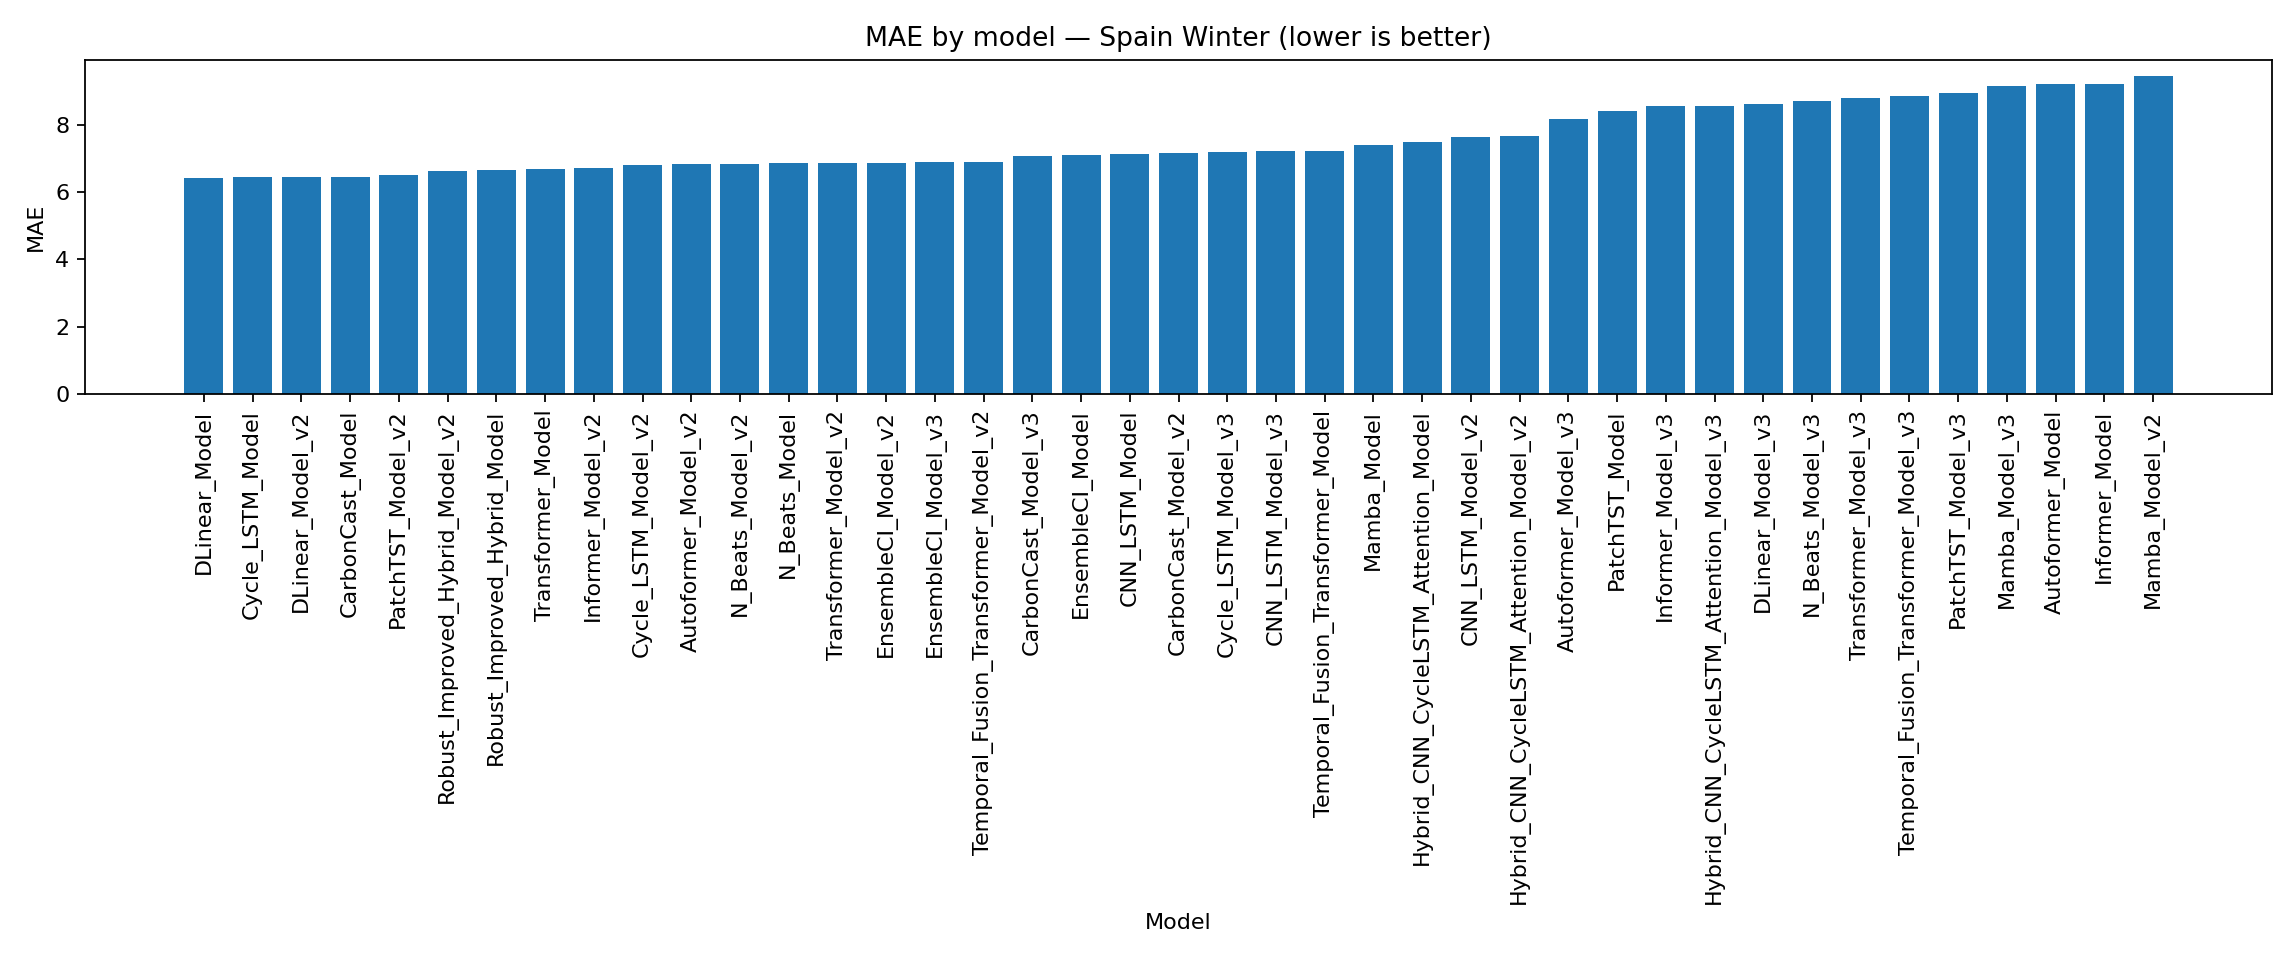 MAE by model — Spain Winter (lower is better)
MAE
8
6
4
2
0
DLinear_Model
Cycle_LSTM_Model
DLinear_Model_v2
CarbonCast_Model
PatchTST_Model_v2
Robust_Improved_Hybrid_Model_v2
Robust_Improved_Hybrid_Model
Transformer_Model
Informer_Model_v2
Cycle_LSTM_Model_v2
Autoformer_Model_v2
N_Beats_Model_v2
N_Beats_Model
Transformer_Model_v2
EnsembleCI_Model_v2
EnsembleCI_Model_v3
Temporal_Fusion_Transformer_Model_v2
CarbonCast_Model_v3
EnsembleCI_Model
CNN_LSTM_Model
CarbonCast_Model_v2
Cycle_LSTM_Model_v3
CNN_LSTM_Model_v3
Temporal_Fusion_Transformer_Model
Mamba_Model
Hybrid_CNN_CycleLSTM_Attention_Model
CNN_LSTM_Model_v2
Hybrid_CNN_CycleLSTM_Attention_Model_v2
Autoformer_Model_v3
PatchTST_Model
Informer_Model_v3
Hybrid_CNN_CycleLSTM_Attention_Model_v3
DLinear_Model_v3
N_Beats_Model_v3
Transformer_Model_v3
Temporal_Fusion_Transformer_Model_v3
PatchTST_Model_v3
Mamba_Model_v3
Autoformer_Model
Informer_Model
Mamba_Model_v2
Model